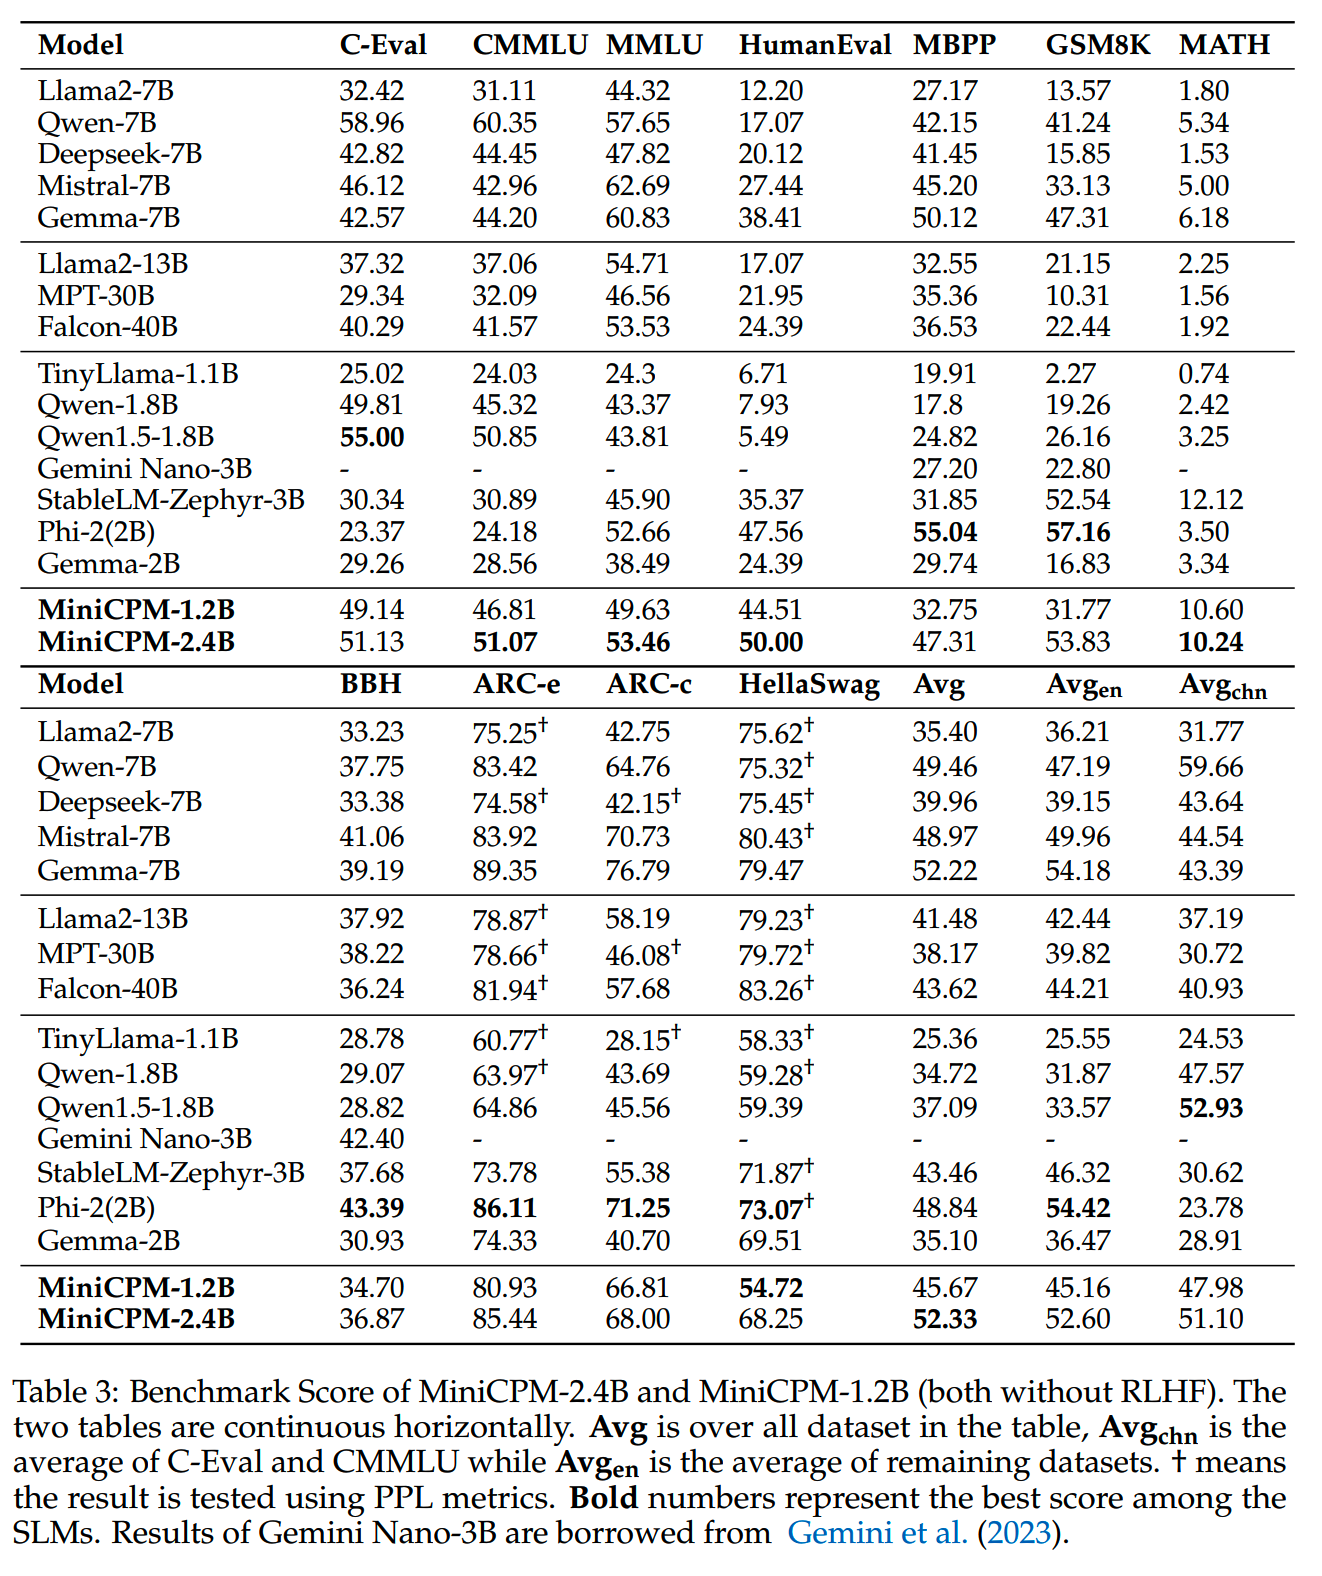 Model C-Eval CMMLU MMLU HumanEval MBPP GSM8K MATH
Llama2-7B 32.42 31.11 44.32 12.20 27.17 13.57 1.80
Qwen-7B 58.96 60.35 57.65 17.07 42.15 41.24 5.34
Deepseek-7B 42.82 44.45 47.82 20.12 41.45 15.85 1.53
Mistral-7B 46.12 42.96 62.69 27.44 45.20 33.13 5.00
Gemma-7B 42.57 44.20 60.83 38.41 50.12 47.31 6.18
Llama2-13B 37.32 37.06 54.71 17.07 32.55 21.15 2.25
MPT-30B 29.34 32.09 46.56 21.95 35.36 10.31 1.56
Falcon-40B 40.29 41.57 53.53 24.39 36.53 22.44 1.92
TinyLlama-1.1B 25.02 24.03 24.3 6.71 19.91 2.27 0.74
Qwen-1.8B 49.81 45.32 43.37 7.93 17.8 19.26 2.42
Qwen1.5-1.8B 55.00 50.85 43.81 5.49 24.82 26.16 3.25
Gemini Nano-3B - - - - 27.20 22.80 -
StableLM-Zephyr-3B 30.34 30.89 45.90 35.37 31.85 52.54 12.12
Phi-2(2B) 23.37 24.18 52.66 47.56 55.04 57.16 3.50
Gemma-2B 29.26 28.56 38.49 24.39 29.74 16.83 3.34
MiniCPM-1.2B 49.14 46.81 49.63 44.51 32.75 31.77 10.60
MiniCPM-2.4B 51.13 51.07 53.46 50.00 47.31 53.83 10.24
Model BBH ARC-e ARC-c HellaSwag Avg Avgen Avgchn
Llama2-7B 33.23 75.25† 42.75 75.62† 35.40 36.21 31.77
Qwen-7B 37.75 83.42 64.76 75.32† 49.46 47.19 59.66
Deepseek-7B 33.38 74.58† 42.15† 75.45† 39.96 39.15 43.64
Mistral-7B 41.06 83.92 70.73 80.43† 48.97 49.96 44.54
Gemma-7B 39.19 89.35 76.79 79.47 52.22 54.18 43.39
Llama2-13B 37.92 78.87† 58.19 79.23† 41.48 42.44 37.19
MPT-30B 38.22 78.66† 46.08† 79.72† 38.17 39.82 30.72
Falcon-40B 36.24 81.94† 57.68 83.26† 43.62 44.21 40.93
TinyLlama-1.1B 28.78 60.77† 28.15† 58.33† 25.36 25.55 24.53
Qwen-1.8B 29.07 63.97† 43.69 59.28† 34.72 31.87 47.57
Qwen1.5-1.8B 28.82 64.86 45.56 59.39 37.09 33.57 52.93
Gemini Nano-3B 42.40 - - - - - -
StableLM-Zephyr-3B 37.68 73.78 55.38 71.87† 43.46 46.32 30.62
Phi-2(2B) 43.39 86.11 71.25 73.07† 48.84 54.42 23.78
Gemma-2B 30.93 74.33 40.70 69.51 35.10 36.47 28.91
MiniCPM-1.2B 34.70 80.93 66.81 54.72 45.67 45.16 47.98
MiniCPM-2.4B 36.87 85.44 68.00 68.25 52.33 52.60 51.10
Table 3: Benchmark Score of MiniCPM-2.4B and MiniCPM-1.2B (both without RLHF). The
two tables are continuous horizontally. Avg is over all dataset in the table, Avgchn is the
average of C-Eval and CMMLU while Avgen is the average of remaining datasets. † means
the result is tested using PPL metrics. Bold numbers represent the best score among the
SLMs. Results of Gemini Nano-3B are borrowed from Gemini et al. (2023).